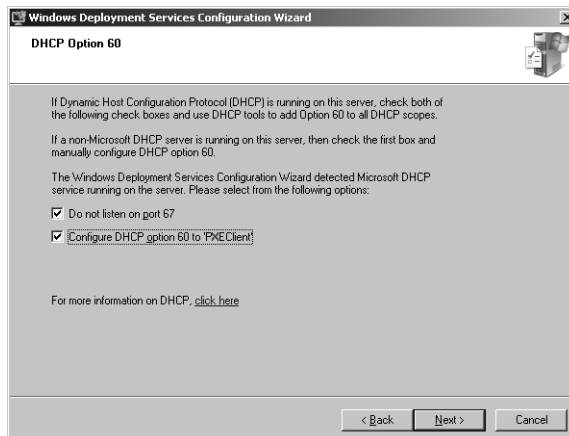 Windows Deployment Services Configuration Wizard
DHCP Option 60
If Dynamic Host Configuration Protocol (DHCP) is running on this server, check both of
the following check boxes and use DHCP tools to add Option 60 to all DHCP scopes.
If a non-Microsoft DHCP server is running on this server, then check the first box and
manually configure DHCP option 60.
The Windows Deployment Services Configuration Wizard detected Microsoft DHCP
service running on the server. Please select from the following options:
Do not listen on port 67
Configure DHCP option 60 to 'PXEClient'
For more information on DHCP, click here
< Back Next > Cancel